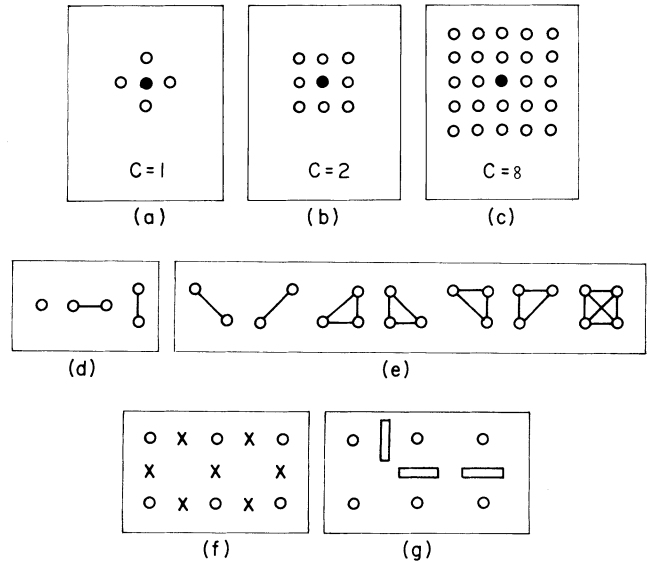 C=1
C=2
C=8
(a)
(b)
(c)
(d)
(e)
X X
X X X
X X
(f)
(g)